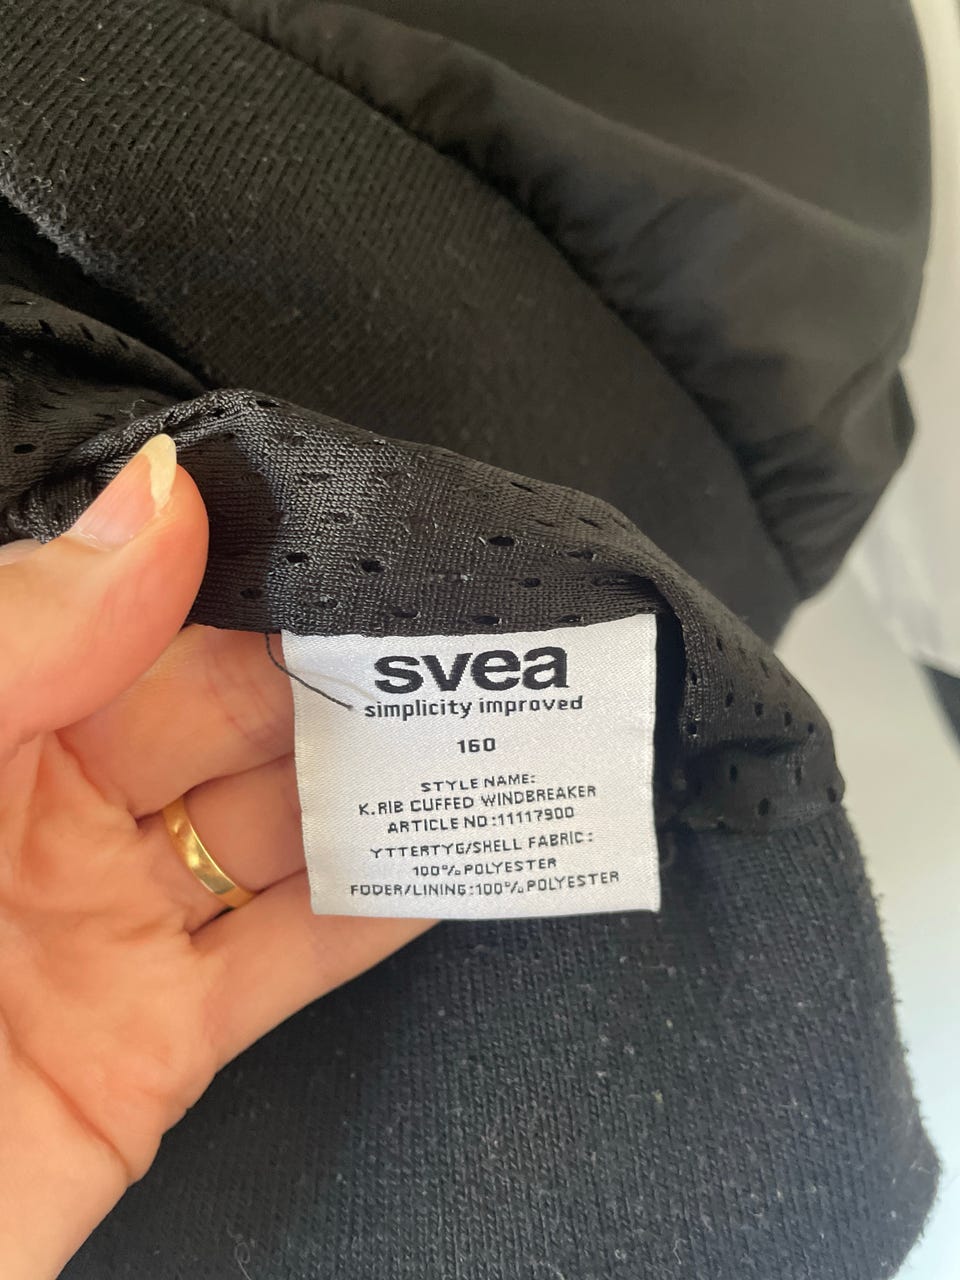 svea
simplicity improved
160
STYLE NAME:
K.RIB CUFFED WINDBREAKER
ARTICLE NO:11117900
YTTERTYG/SHELL FABRIC:
100% POLYESTER
FODER/LINING:100% POLYESTER